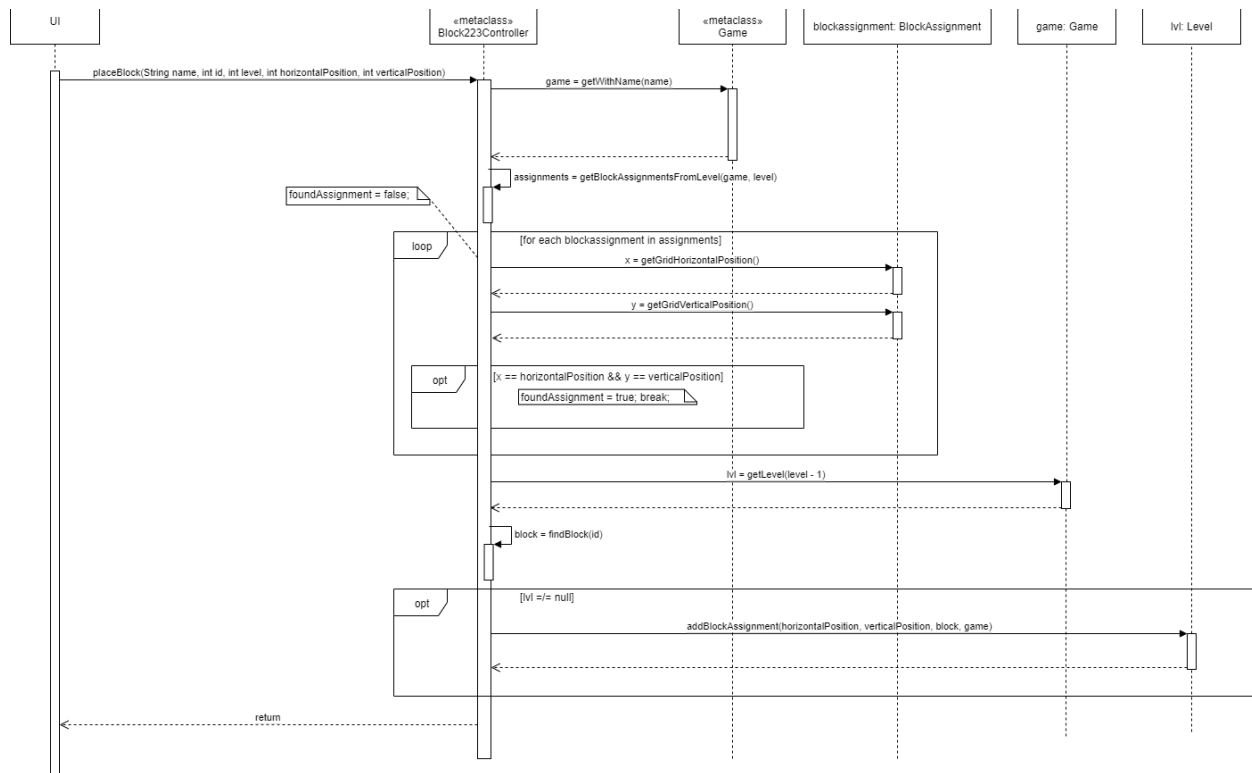 UI
«metaclass»
Block223Controller
«metaclass»
Game
blockassignment: BlockAssignment
game: Game
lvl: Level
placeBlock(String name, int id, int level, int horizontalPosition, int verticalPosition)
game = getWithName(name)
assignments = getBlockAssignmentsFromLevel(game, level)
foundAssignment = false;
loop
[for each blockassignment in assignments]
x = getGridHorizontalPosition()
y = getGridVerticalPosition()
opt
[x == horizontalPosition && y == verticalPosition]
foundAssignment = true; break;
lvl = getLevel(level - 1)
block = findBlock(id)
opt
[lvl =/= null]
addBlockAssignment(horizontalPosition, verticalPosition, block, game)
return